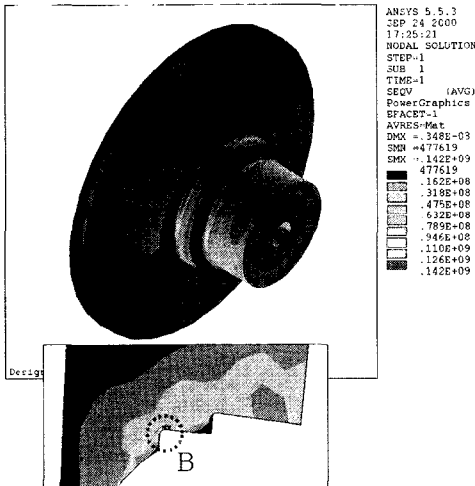 ANSYS 5.5.3
SEP 24 2000
17:25:21
NODAL SOLUTION
STEP=1
SUB 1
TIME=1
SEQV (AVG)
PowerGraphics
EFACET=1
AVRES=Mat
DMX =.348E-03
SMN =477619
SMX =.142E+09
477619
.162E+08
.318E+08
.475E+08
.632E+08
.789E+08
.946E+08
.110E+09
.126E+09
.142E+09
Desig
B